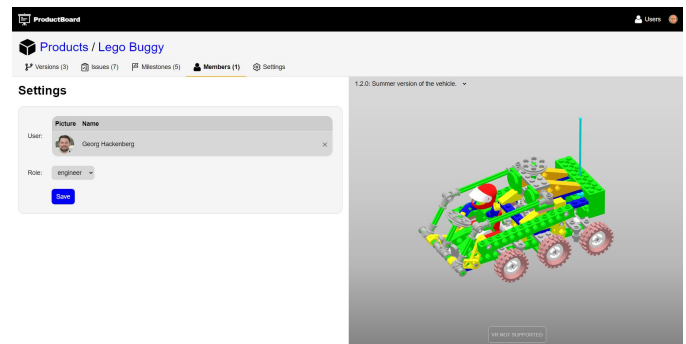 ProductBoard
Users
Products / Lego Buggy
Versions (3) Issues (7) Milestones (5) Members (1) Settings
Settings
1.2.0: Summer version of the vehicle.
Picture Name
User:
Georg Hackenberg
Role:
engineer
Save
VR NOT SUPPORTED